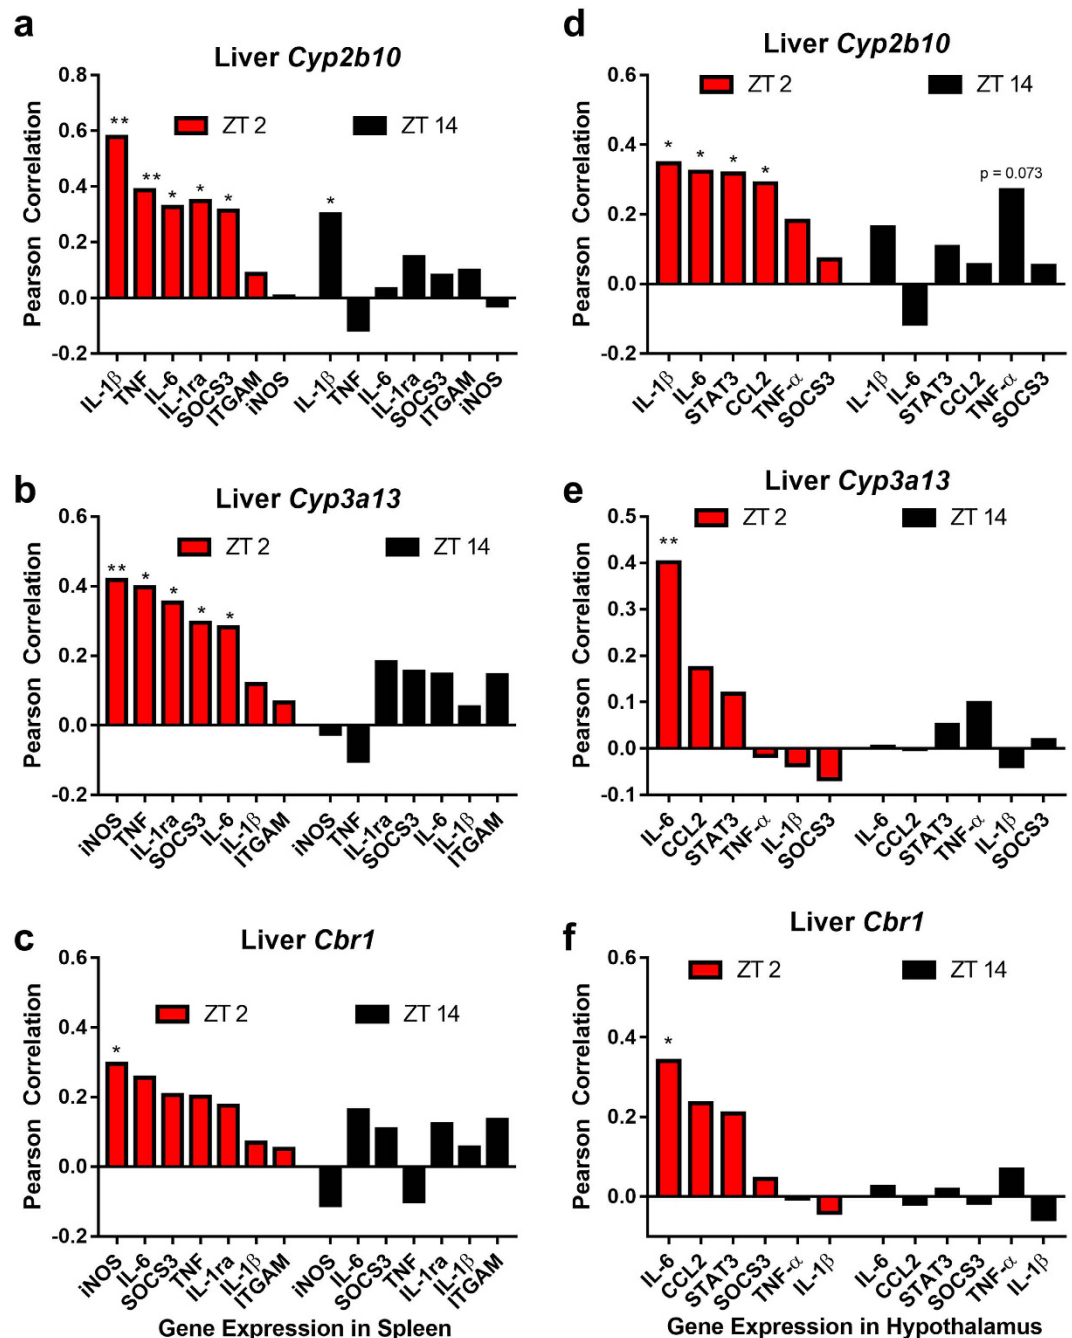 a
Liver Cyp2b10
Pearson Correlation
0.8
0.6
0.4
0.2
0.0
-0.2
ZT 2
ZT 14
** ** * * * *
IL-1β TNF IL-6 IL-1ra SOCS3 ITGAM iNOS IL-1β TNF IL-6 IL-1ra SOCS3 ITGAM iNOS
d
Liver Cyp2b10
Pearson Correlation
0.6
0.4
0.2
0.0
-0.2
ZT 2
ZT 14
* * * *
p = 0.073
IL-1β IL-6 STAT3 CCL2 TNF-α SOCS3 IL-1β IL-6 STAT3 CCL2 TNF-α SOCS3
b
Liver Cyp3a13
Pearson Correlation
0.6
0.4
0.2
0.0
-0.2
ZT 2
ZT 14
** * * * *
iNOS TNF IL-1ra SOCS3 IL-6 IL-1β ITGAM iNOS TNF IL-1ra SOCS3 IL-6 IL-1β ITGAM
e
Liver Cyp3a13
Pearson Correlation
0.5
0.4
0.3
0.2
0.1
0.0
-0.1
ZT 2
ZT 14
**
IL-6 CCL2 STAT3 TNF-α IL-1β SOCS3 IL-6 CCL2 STAT3 TNF-α IL-1β SOCS3
c
Liver Cbr1
Pearson Correlation
0.6
0.4
0.2
0.0
-0.2
ZT 2
ZT 14
*
iNOS IL-6 SOCS3 TNF IL-1ra IL-1β ITGAM iNOS IL-6 SOCS3 TNF IL-1ra IL-1β ITGAM
Gene Expression in Spleen
f
Liver Cbr1
Pearson Correlation
0.6
0.4
0.2
0.0
-0.1
ZT 2
ZT 14
*
IL-6 CCL2 STAT3 SOCS3 TNF-α IL-1β IL-6 CCL2 STAT3 SOCS3 TNF-α IL-1β
Gene Expression in Hypothalamus